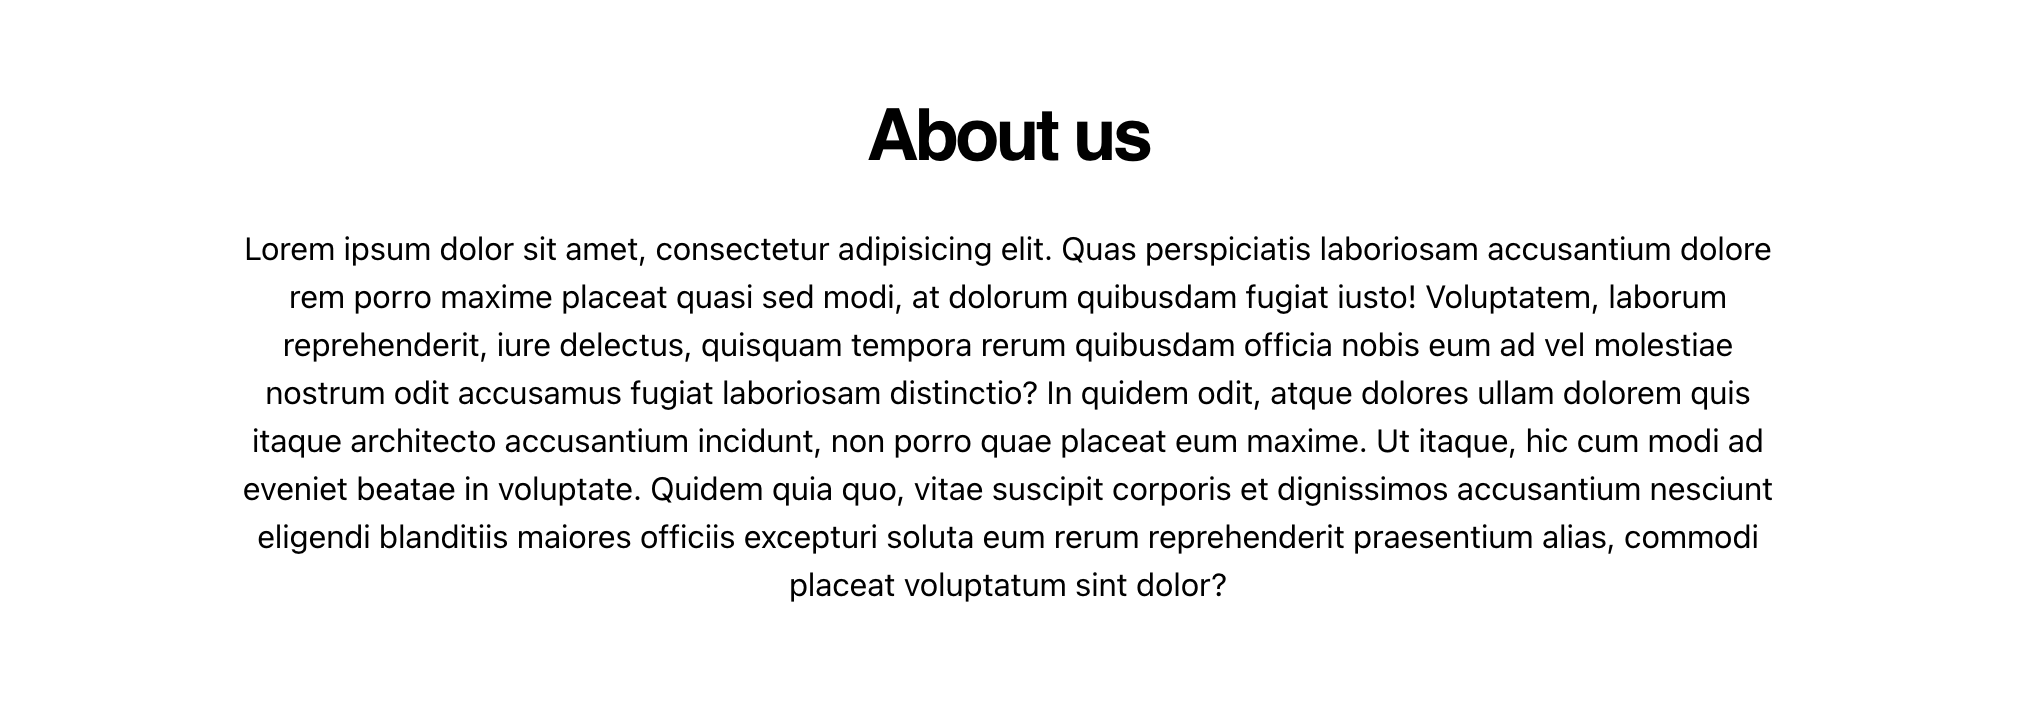 About us
Lorem ipsum dolor sit amet, consectetur adipisicing elit. Quas perspiciatis laboriosam accusantium dolore
rem porro maxime placeat quasi sed modi, at dolorum quibusdam fugiat iusto! Voluptatem, laborum
reprehenderit, iure delectus, quisquam tempora rerum quibusdam officia nobis eum ad vel molestiae
nostrum odit accusamus fugiat laboriosam distinctio? In quidem odit, atque dolores ullam dolorem quis
itaque architecto accusantium incidunt, non porro quae placeat eum maxime. Ut itaque, hic cum modi ad
eveniet beatae in voluptate. Quidem quia quo, vitae suscipit corporis et dignissimos accusantium nesciunt
eligendi blanditiis maiores officiis excepturi soluta eum rerum reprehenderit praesentium alias, commodi
placeat voluptatum sint dolor?